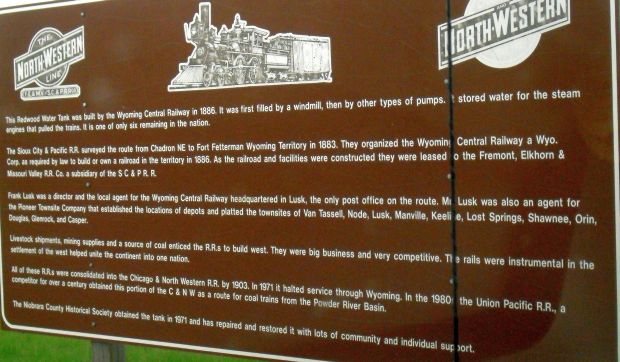 THE
NORTH-WESTERN
LINE
AND
NORTH-WESTERN
This Redwood Water Tank was built by the Wyoming Central Railway in 1886. It was first filled by a windmill, then by other types of pumps. It stored water for the steam
engines that pulled the trains. It is one of only six remaining in the nation.
The Sioux City & Pacific R.R. surveyed the route from Chadron NE to Fort Fetterman Wyoming Territory in 1883. They organized the Wyoming Central Railway a Wyo.
Corp. as required by law to build or own a railroad in the territory in 1886. As the railroad and facilities were constructed they were leased to the Fremont, Elkhorn &
Missouri Valley R.R. Co. a subsidiary of the S C & P R. R.
Frank Lusk was a director and the local agent for the Wyoming Central Railway headquartered in Lusk, the only post office on the route. Mr. Lusk was also an agent for
the Pioneer Townsite Company that established the locations of depots and platted the townsites of Van Tassell, Node, Lusk, Manville, Keeline, Lost Springs, Shawnee, Orin,
Douglas, Glenrock, and Casper.
Livestock shipments, mining supplies and a source of coal enticed the R.R.s to build west. They were big business and very competitive. The rails were instrumental in the
settlement of the west helped unite the continent into one nation.
All of these R.R.s were consolidated into the Chicago & North Western R.R. by 1903. In 1971 it halted service through Wyoming. In the 1980s the Union Pacific R.R., a
competitor for over a century obtained this portion of the C & N W as a route for coal trains from the Powder River Basin.
The Niobrara County Historical Society obtained the tank in 1971 and has repaired and restored it with lots of community and individual support.